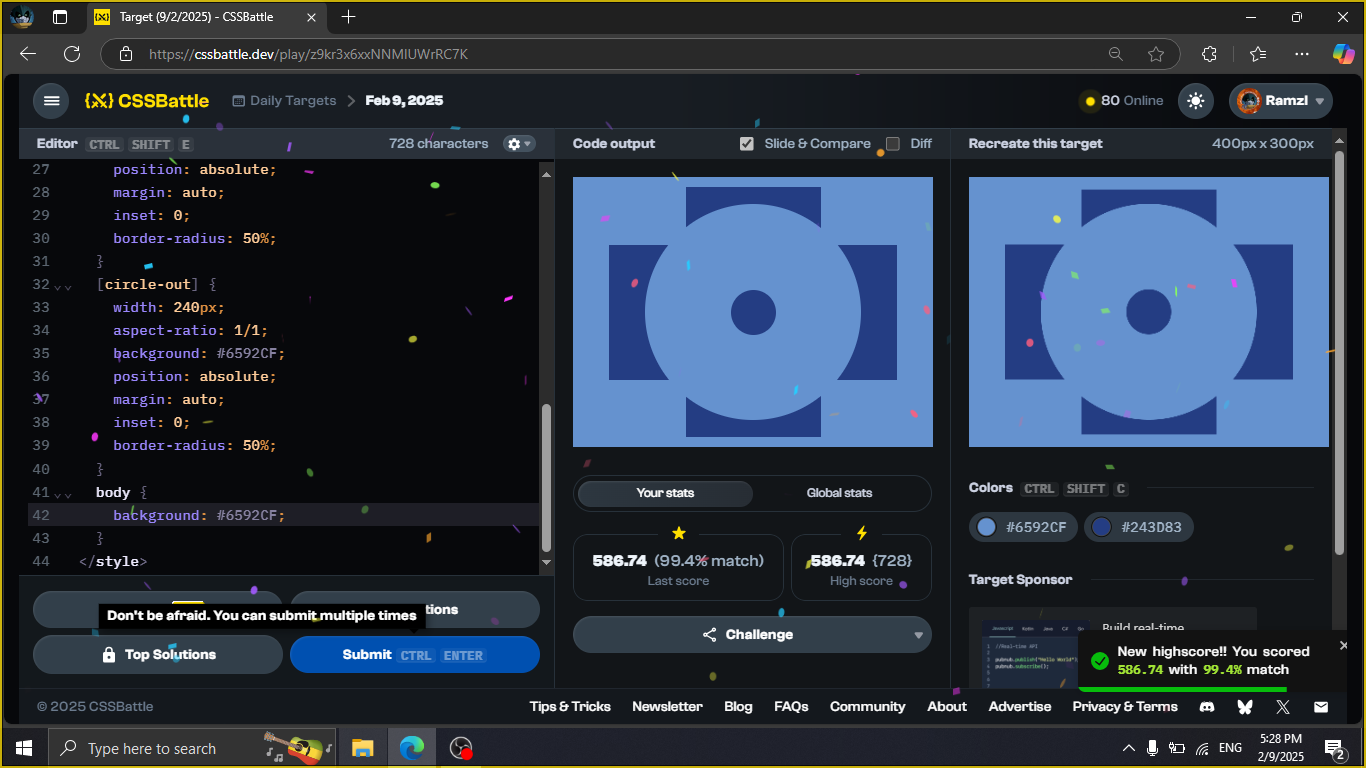 Target (9/2/2025) - CSSBattle
https://cssbattle.dev/play/z9kr3x6xxNNMIUWrRC7K
{X} CSSBattle
Daily Targets
Feb 9, 2025
80 Online
Ramzl
Editor CTRL SHIFT E
728 characters
27 position: absolute;
28 margin: auto;
29 inset: 0;
30 border-radius: 50%;
31 }
32 [circle-out] {
33 width: 240px;
34 aspect-ratio: 1/1;
35 background: #6592CF;
36 position: absolute;
37 margin: auto;
38 inset: 0;
39 border-radius: 50%;
40 }
41 body {
42 background: #6592CF;
43 }
44 </style>
Don't be afraid. You can submit multiple times
Top Solutions
Submit CTRL ENTER
Code output
Slide & Compare
Diff
Your stats
Global stats
586.74 (99.4% match)
Last score
586.74 {728}
High score
Challenge
Recreate this target
400px x 300px
Colors CTRL SHIFT C
#6592CF
#243D83
Target Sponsor
Build real-time
New highscore!! You scored
586.74 with 99.4% match
© 2025 CSSBattle
Tips & Tricks
Newsletter
Blog
FAQs
Community
About
Advertise
Privacy & Terms
Type here to search
ENG
5:28 PM
2/9/2025
2